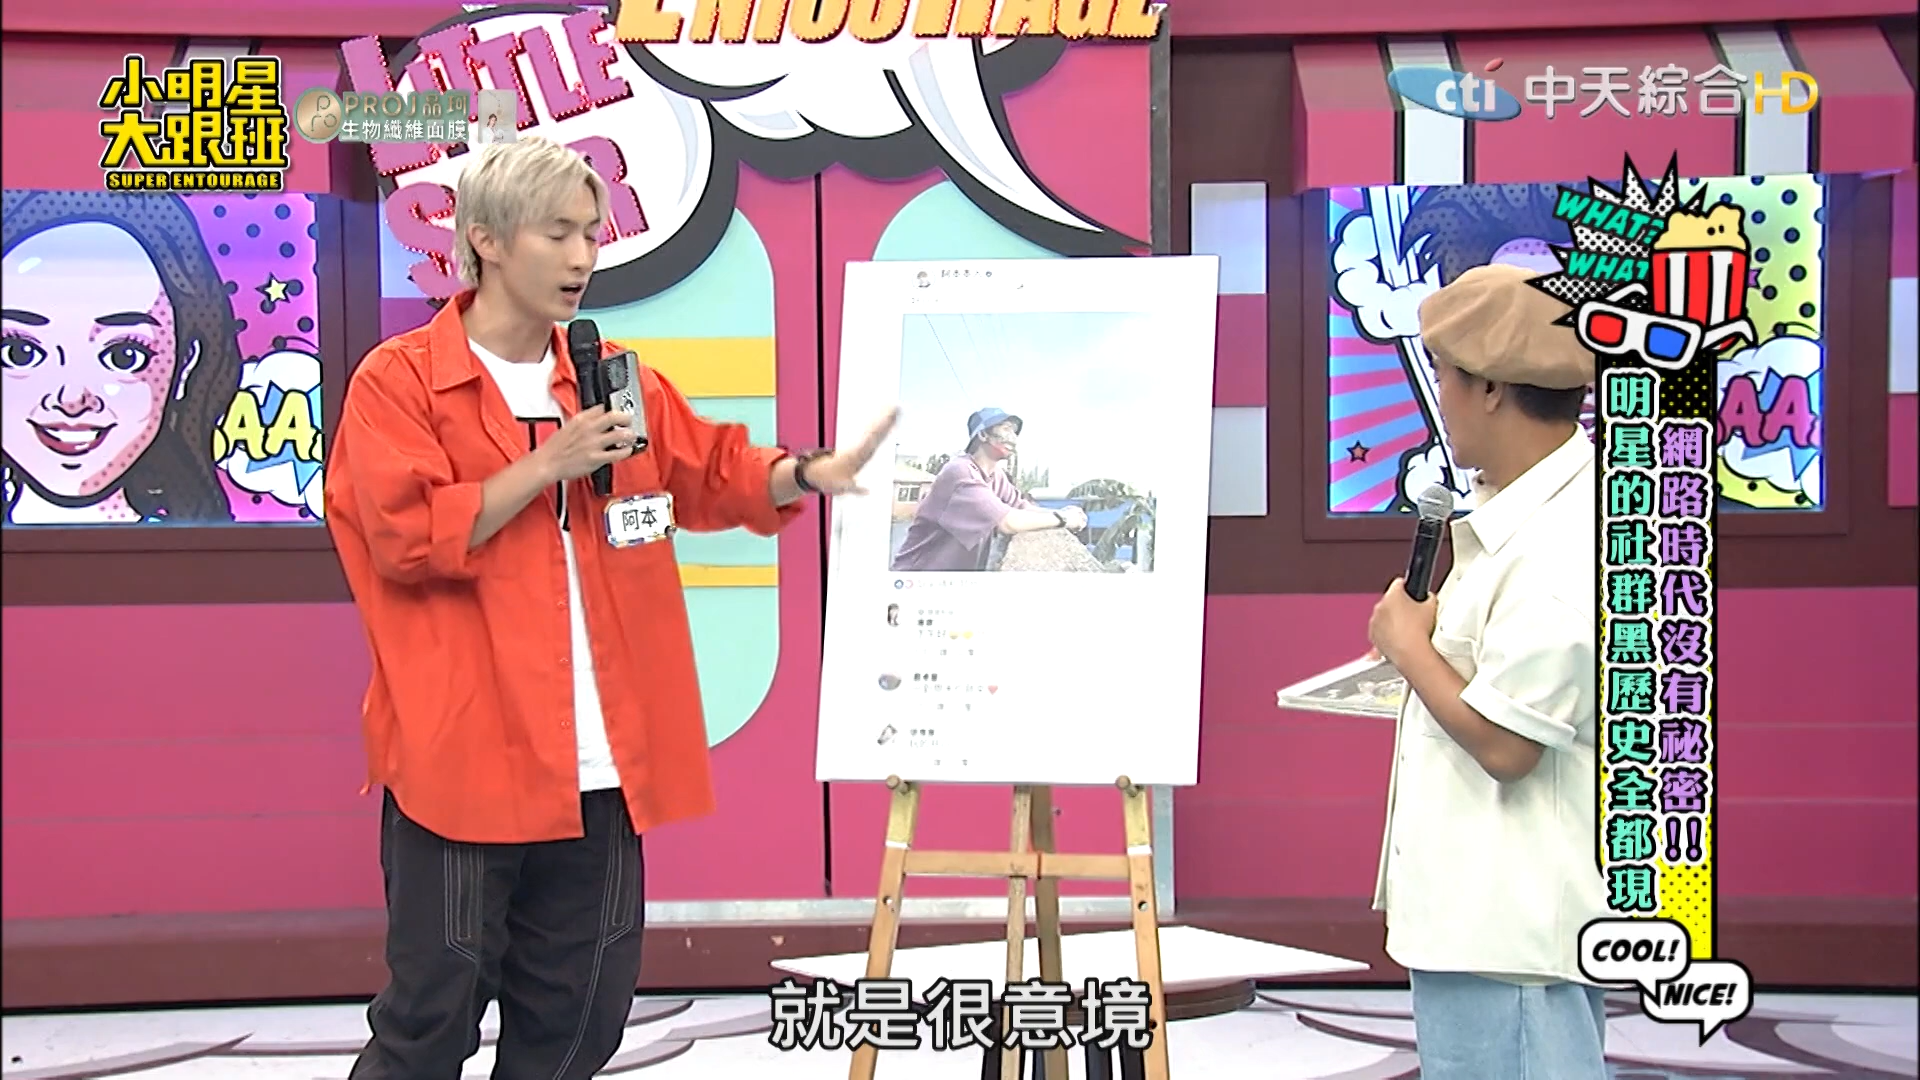 LITTLE
STAR
ENTOURAGE
小明星
大跟班
SUPER ENTOURAGE
PRO
PROJ品珂
生物纖維面膜
cti 中天綜合HD
WHAT?
WHAT
網路時代沒有祕密!!
明星的社群黑歷史全都現
COOL!
NICE!
AA
AA
阿本
就是很意境